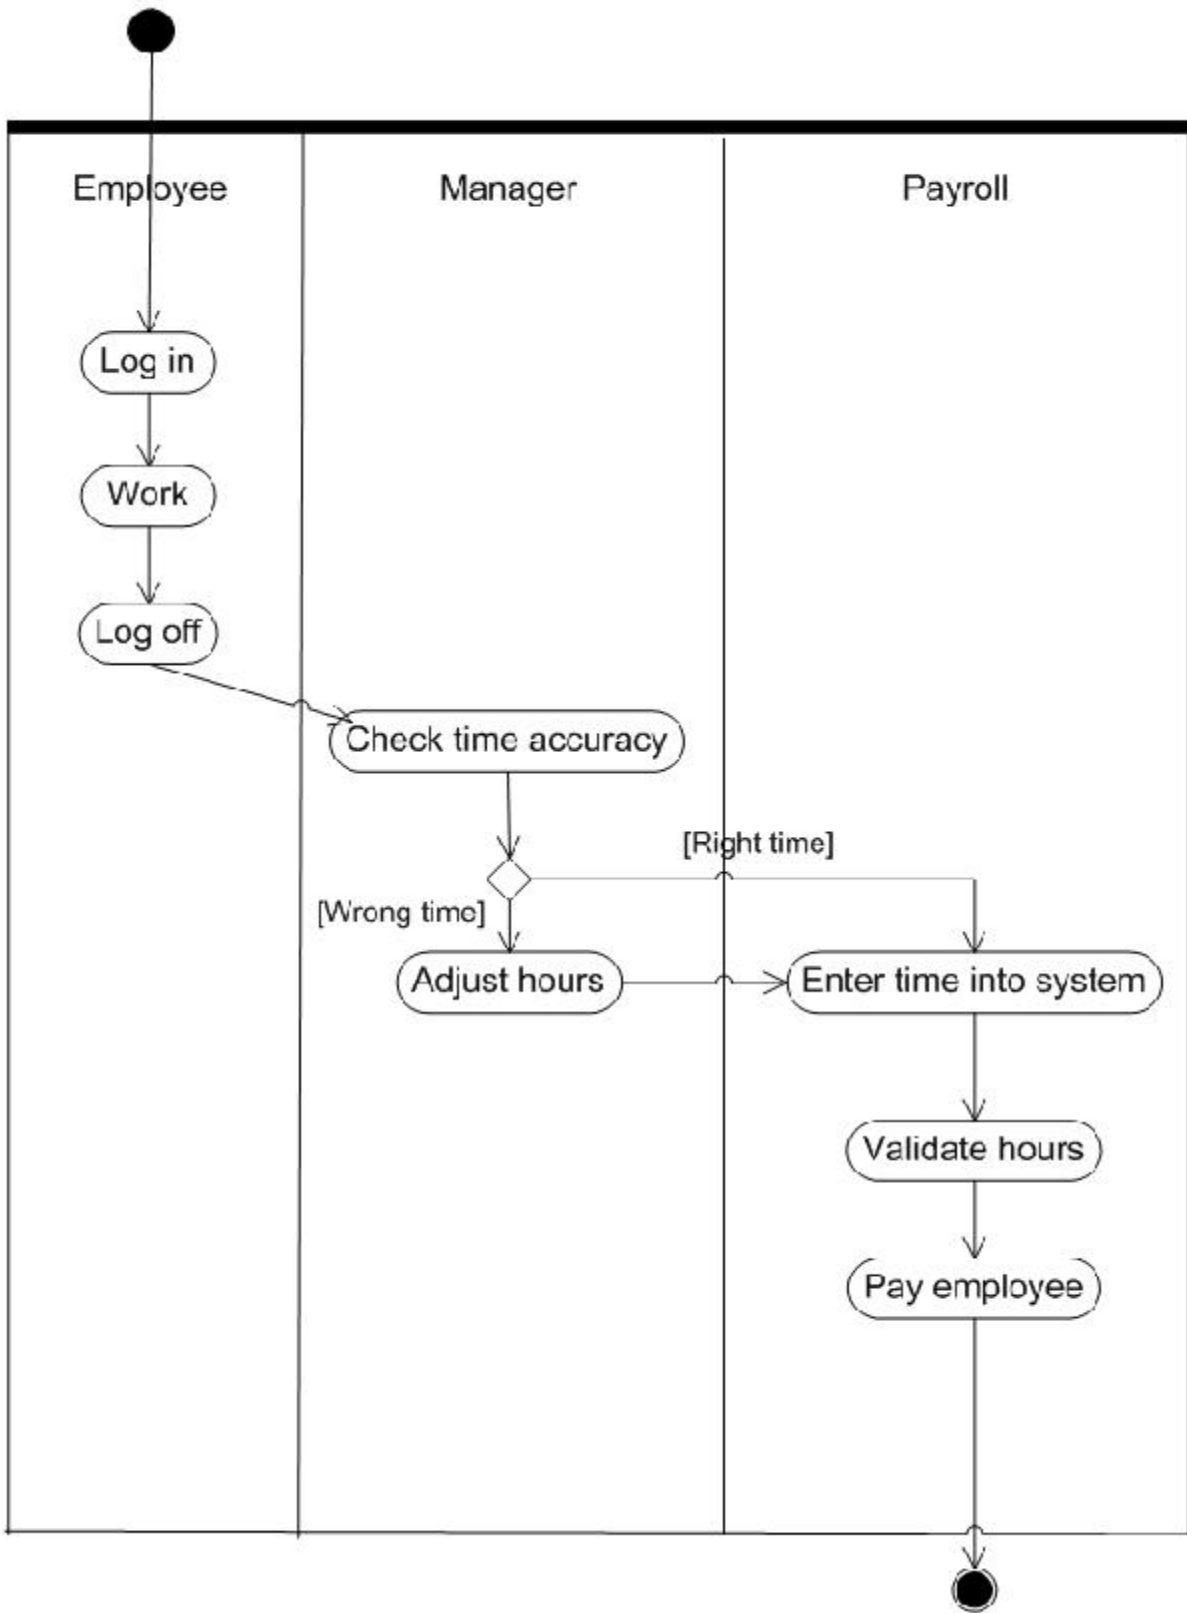 Employee
Manager
Payroll
Log in
Work
Log off
Check time accuracy
[Right time]
[Wrong time]
Adjust hours
Enter time into system
Validate hours
Pay employee